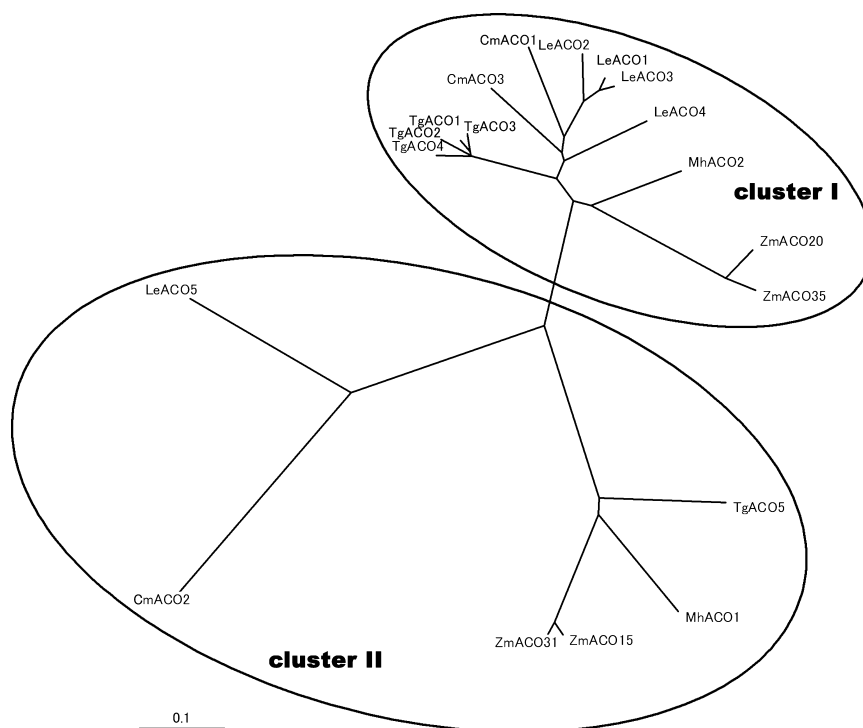 CmACO1
LeACO2
LeACO1
LeACO3
CmACO3
LeACO4
TgACO1
TgACO3
TgACO2
TgACO4
MhACO2
cluster I
ZmACO20
ZmACO35
LeACO5
TgACO5
CmACO2
MhACO1
ZmACO31
ZmACO15
cluster II
0.1